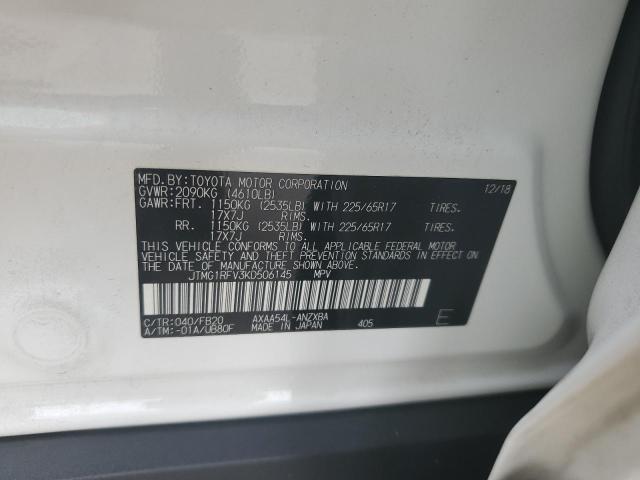 MFD.BY:TOYOTA MOTOR CORPORATION 12/18
GVWR:2090KG (4610LB)
GAWR:FRT. 1150KG (2535LB) WITH 225/65R17 TIRES.
17X7J RIMS.
RR. 1150KG (2535LB) WITH 225/65R17 TIRES.
17X7J RIMS.
THIS VEHICLE CONFORMS TO ALL APPLICABLE FEDERAL MOTOR
VEHICLE SAFETY, BUMPER, AND THEFT PREVENTION STANDARDS
IN EFFECT ON THE DATE OF MANUFACTURE SHOWN ABOVE.
JTMG1RFV3KD506145 MPV
C/TR:040/FB20 AXAA54L-ANZXBA
A/TM:-01A/UB80F MADE IN JAPAN 405 E